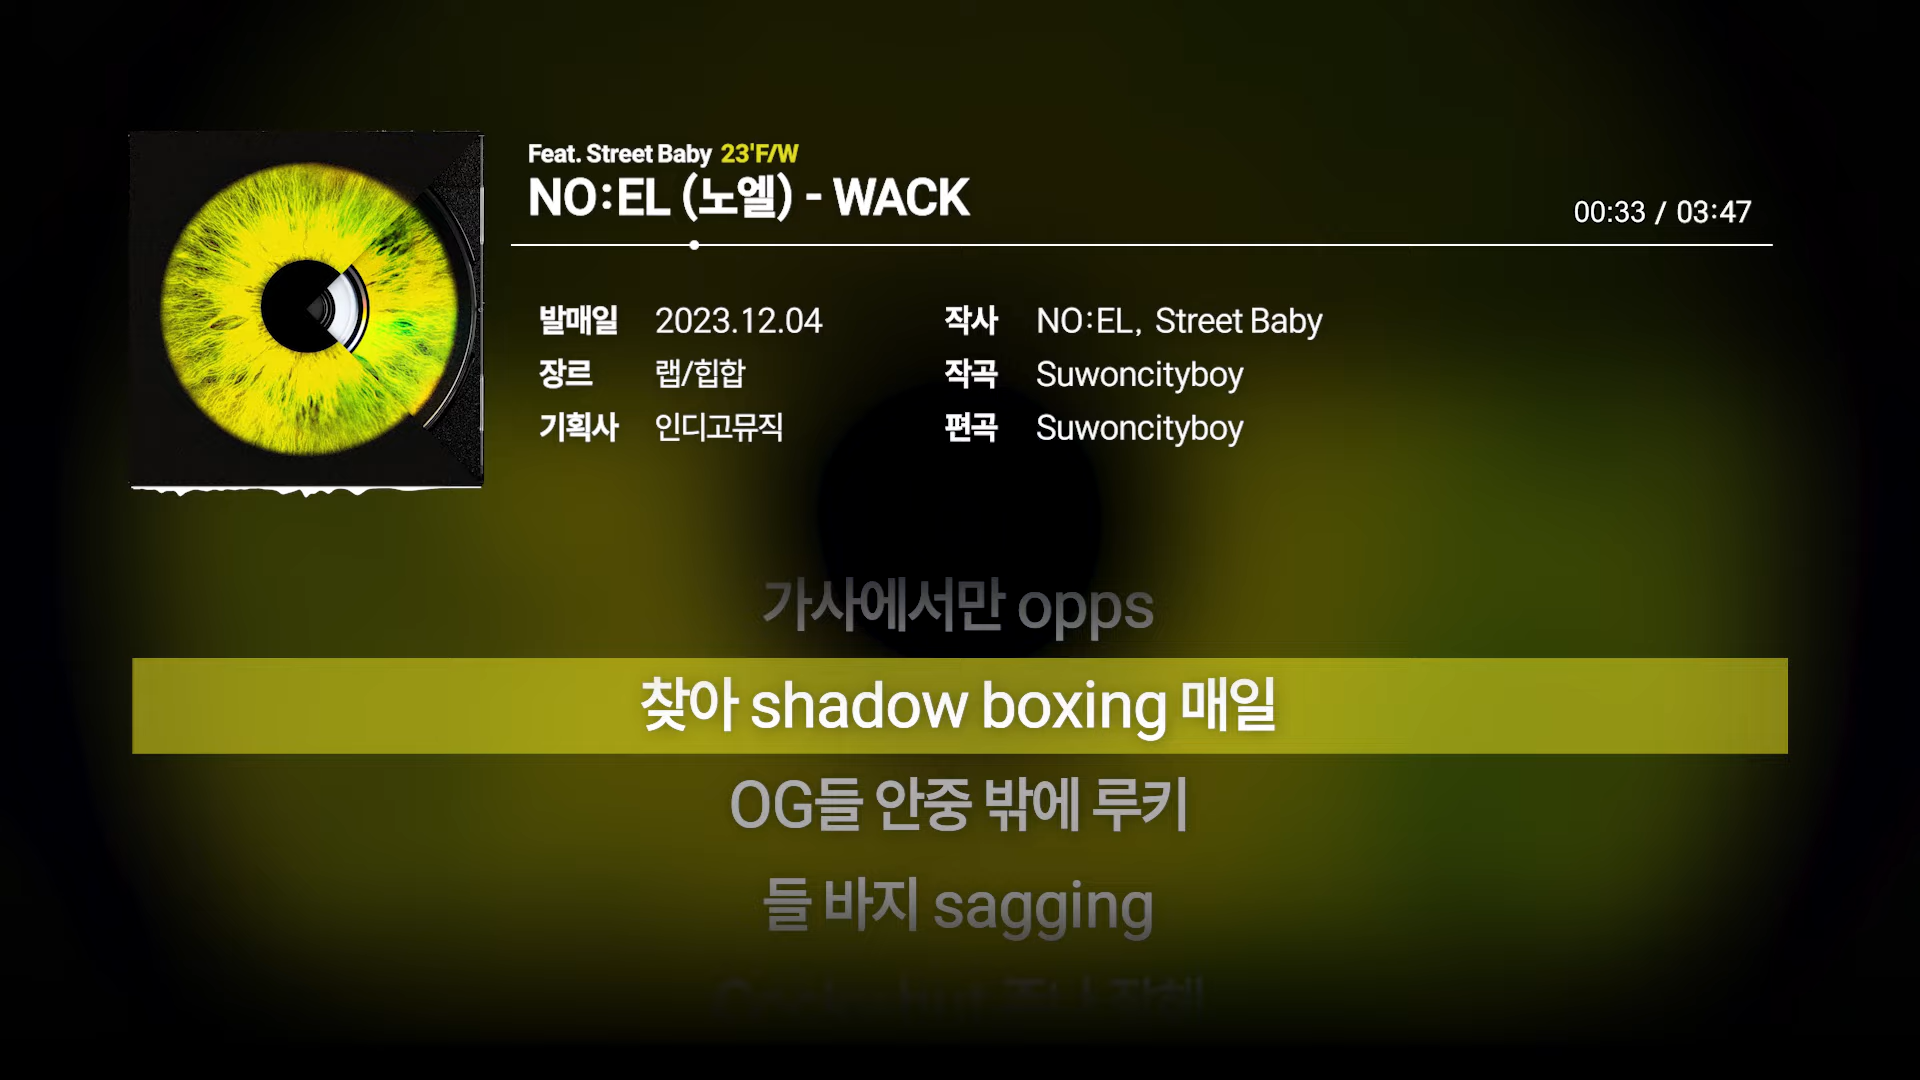 Feat. Street Baby 23'F/W
NO:EL (노엘) - WACK
00:33 / 03:47
발매일 2023.12.04 작사 NO:EL, Street Baby
장르 랩/힙합 작곡 Suwoncityboy
기획사 인디고뮤직 편곡 Suwoncityboy
가사에서만 opps
찾아 shadow boxing 매일
OG들 안중 밖에 루키
들 바지 sagging